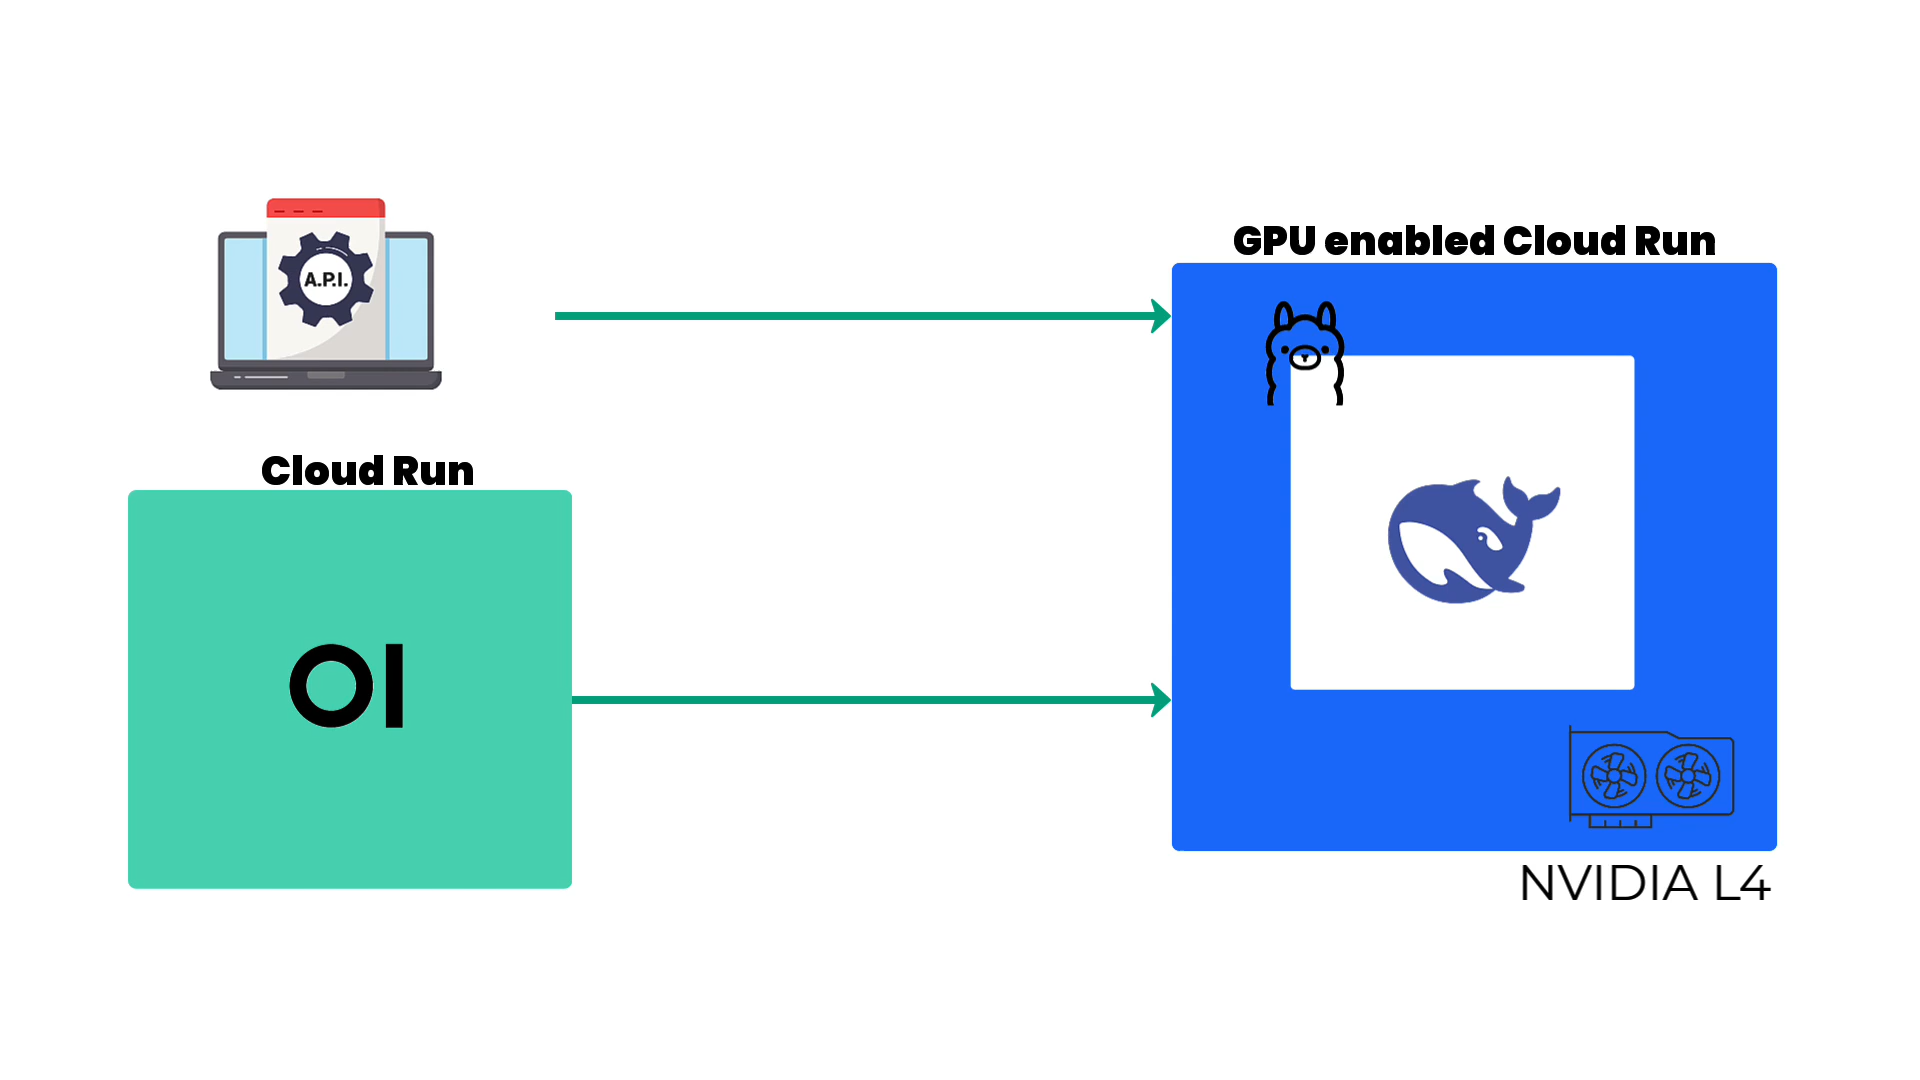 A.P.I.
GPU enabled Cloud Run
Cloud Run
OI
NVIDIA L4